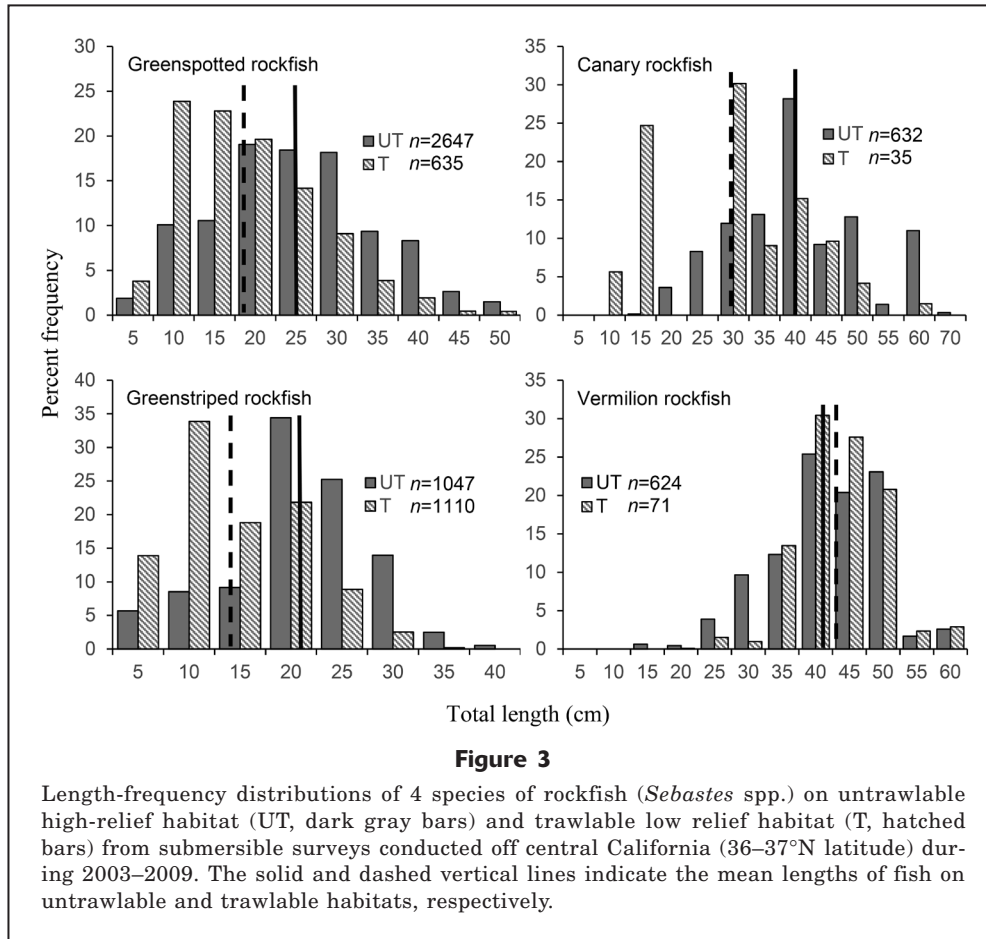 30
25
20
15
10
5
0
Greenspotted rockfish
UT n=2647
T n=635
5 10 15 20 25 30 35 40 45 50
35
30
25
20
15
10
5
0
Canary rockfish
UT n=632
T n=35
5 10 15 20 25 30 35 40 45 50 55 60 70
Percent frequency
40
35
30
25
20
15
10
5
0
Greenstriped rockfish
UT n=1047
T n=1110
5 10 15 20 25 30 35 40
35
30
25
20
15
10
5
0
Vermilion rockfish
UT n=624
T n=71
5 10 15 20 25 30 35 40 45 50 55 60
Total length (cm)
Figure 3
Length-frequency distributions of 4 species of rockfish (Sebastes spp.) on untrawlable
high-relief habitat (UT, dark gray bars) and trawlable low relief habitat (T, hatched
bars) from submersible surveys conducted off central California (36–37°N latitude) dur-
ing 2003–2009. The solid and dashed vertical lines indicate the mean lengths of fish on
untrawlable and trawlable habitats, respectively.